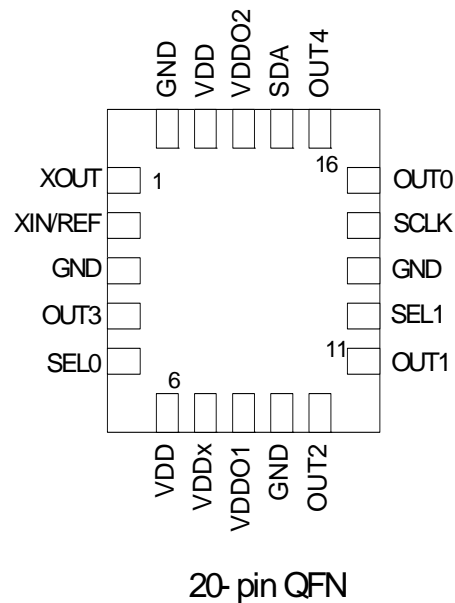 GND
VDD
VDDO2
SDA
OUT4
XOUT
XIN/REF
GND
OUT3
SEL0
1
16
6
11
OUT0
SCLK
GND
SEL1
OUT1
VDD
VDDx
VDDO1
GND
OUT2
20-pin QFN